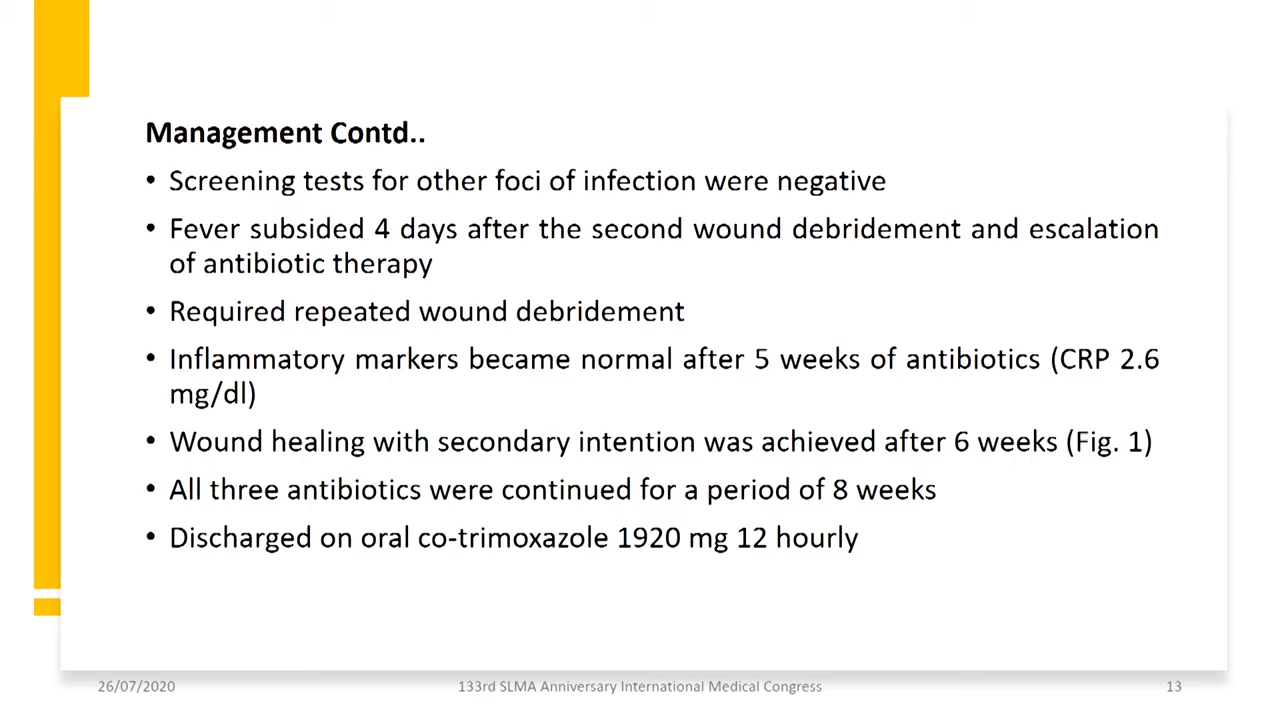 Management Contd..
• Screening tests for other foci of infection were negative
• Fever subsided 4 days after the second wound debridement and escalation
of antibiotic therapy
• Required repeated wound debridement
• Inflammatory markers became normal after 5 weeks of antibiotics (CRP 2.6
mg/dl)
• Wound healing with secondary intention was achieved after 6 weeks (Fig. 1)
• All three antibiotics were continued for a period of 8 weeks
• Discharged on oral co-trimoxazole 1920 mg 12 hourly
26/07/2020 133rd SLMA Anniversary International Medical Congress 13